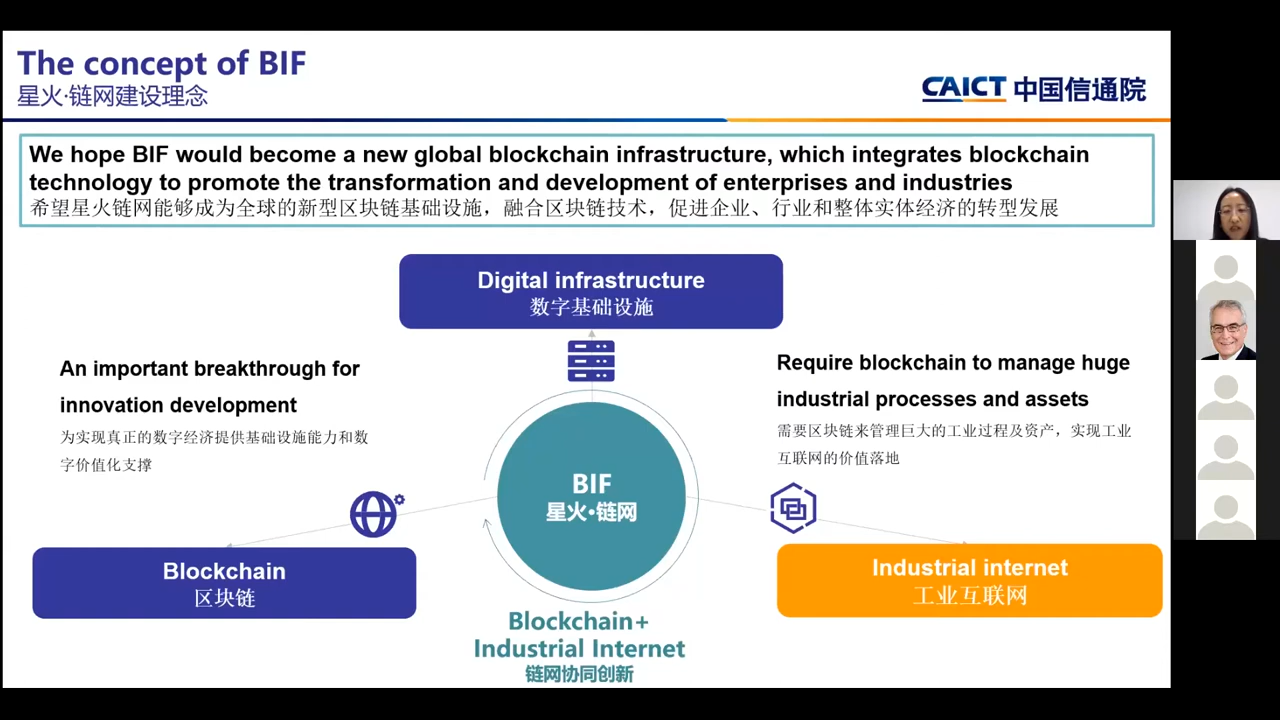 The concept of BIF
星火·链网建设理念
CAICT 中国信通院
We hope BIF would become a new global blockchain infrastructure, which integrates blockchain
technology to promote the transformation and development of enterprises and industries
希望星火链网能够成为全球的新型区块链基础设施，融合区块链技术，促进企业、行业和整体实体经济的转型发展
Digital infrastructure
数字基础设施
An important breakthrough for
innovation development
为实现真正的数字经济提供基础设施能力和数
字价值化支撑
Require blockchain to manage huge
industrial processes and assets
需要区块链来管理巨大的工业过程及资产，实现工业
互联网的价值落地
BIF
星火·链网
Blockchain
区块链
Industrial internet
工业互联网
Blockchain+
Industrial Internet
链网协同创新